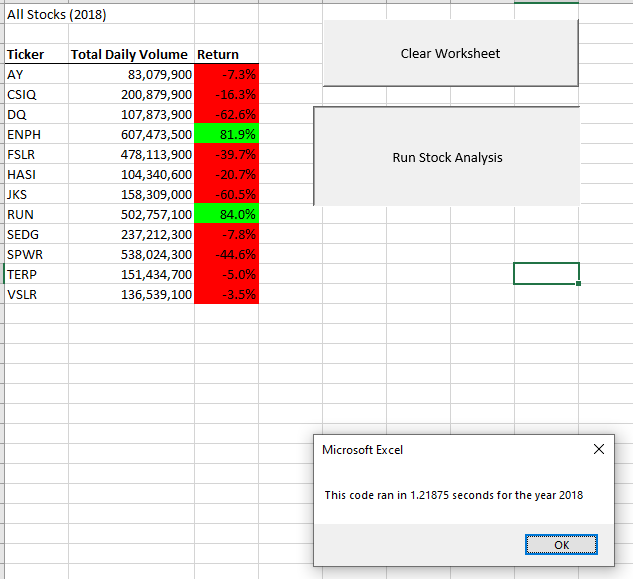 All Stocks (2018)
Clear Worksheet
Ticker Total Daily Volume Return
AY 83,079,900 -7.3%
CSIQ 200,879,900 -16.3%
DQ 107,873,900 -62.6%
ENPH 607,473,500 81.9%
FSLR 478,113,900 -39.7%
Run Stock Analysis
HASI 104,340,600 -20.7%
JKS 158,309,000 -60.5%
RUN 502,757,100 84.0%
SEDG 237,212,300 -7.8%
SPWR 538,024,300 -44.6%
TERP 151,434,700 -5.0%
VSLR 136,539,100 -3.5%
Microsoft Excel
This code ran in 1.21875 seconds for the year 2018
OK